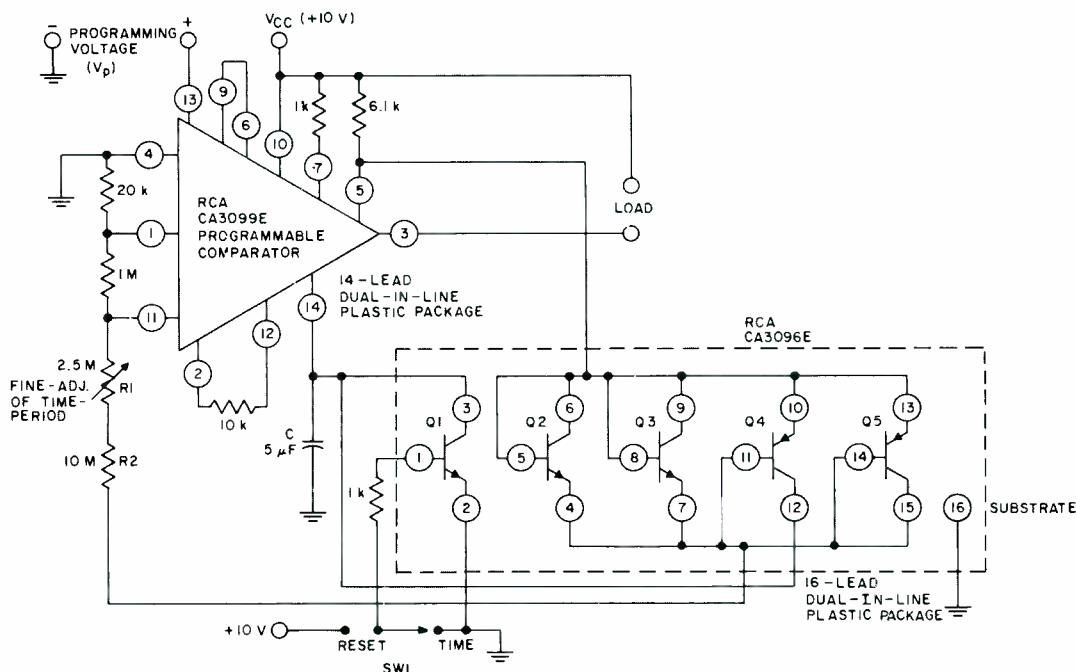 − PROGRAMMING +
VOLTAGE
(Vp)
VCC (+10 V)
13
9
6
10
1k
7
6.1 k
5
4
20 k
1
1M
11
RCA
CA3099E
PROGRAMMABLE
COMPARATOR
3
LOAD
14
14-LEAD
DUAL-IN-LINE
PLASTIC PACKAGE
2
12
10 k
2.5 M
R1
FINE-ADJ.
OF TIME-
PERIOD
10 M
R2
C
5 μF
RCA
CA3096E
3
6
9
10
13
Q1
Q2
Q3
Q4
Q5
1
5
8
11
14
1 k
2
4
7
12
15
16
SUBSTRATE
16-LEAD
DUAL-IN-LINE
PLASTIC PACKAGE
+10 V
RESET
TIME
SW1